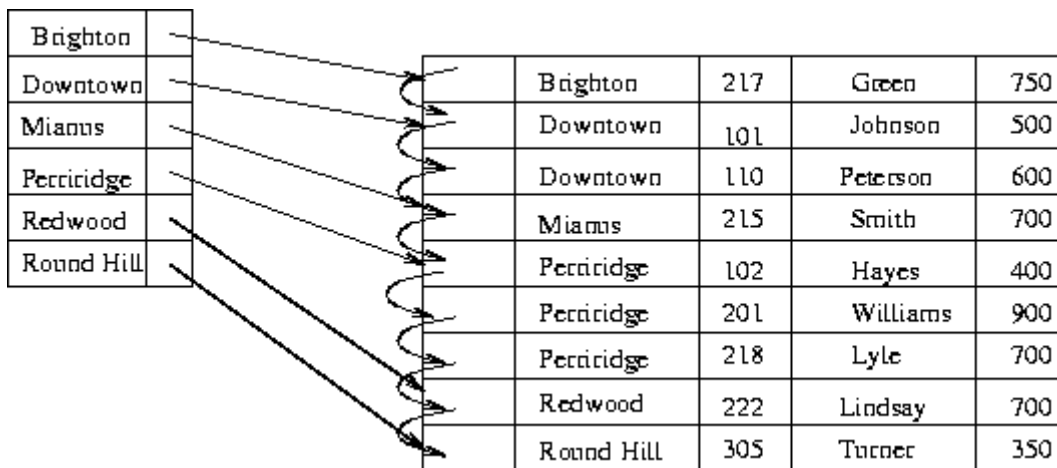 Brighton
Downtown
Mianus
Perriridge
Redwood
Round Hill
Brighton 217 Green 750
Downtown 101 Johnson 500
Downtown 110 Peterson 600
Mianus 215 Smith 700
Perriridge 102 Hayes 400
Perriridge 201 Williams 900
Perriridge 218 Lyle 700
Redwood 222 Lindsay 700
Round Hill 305 Turner 350